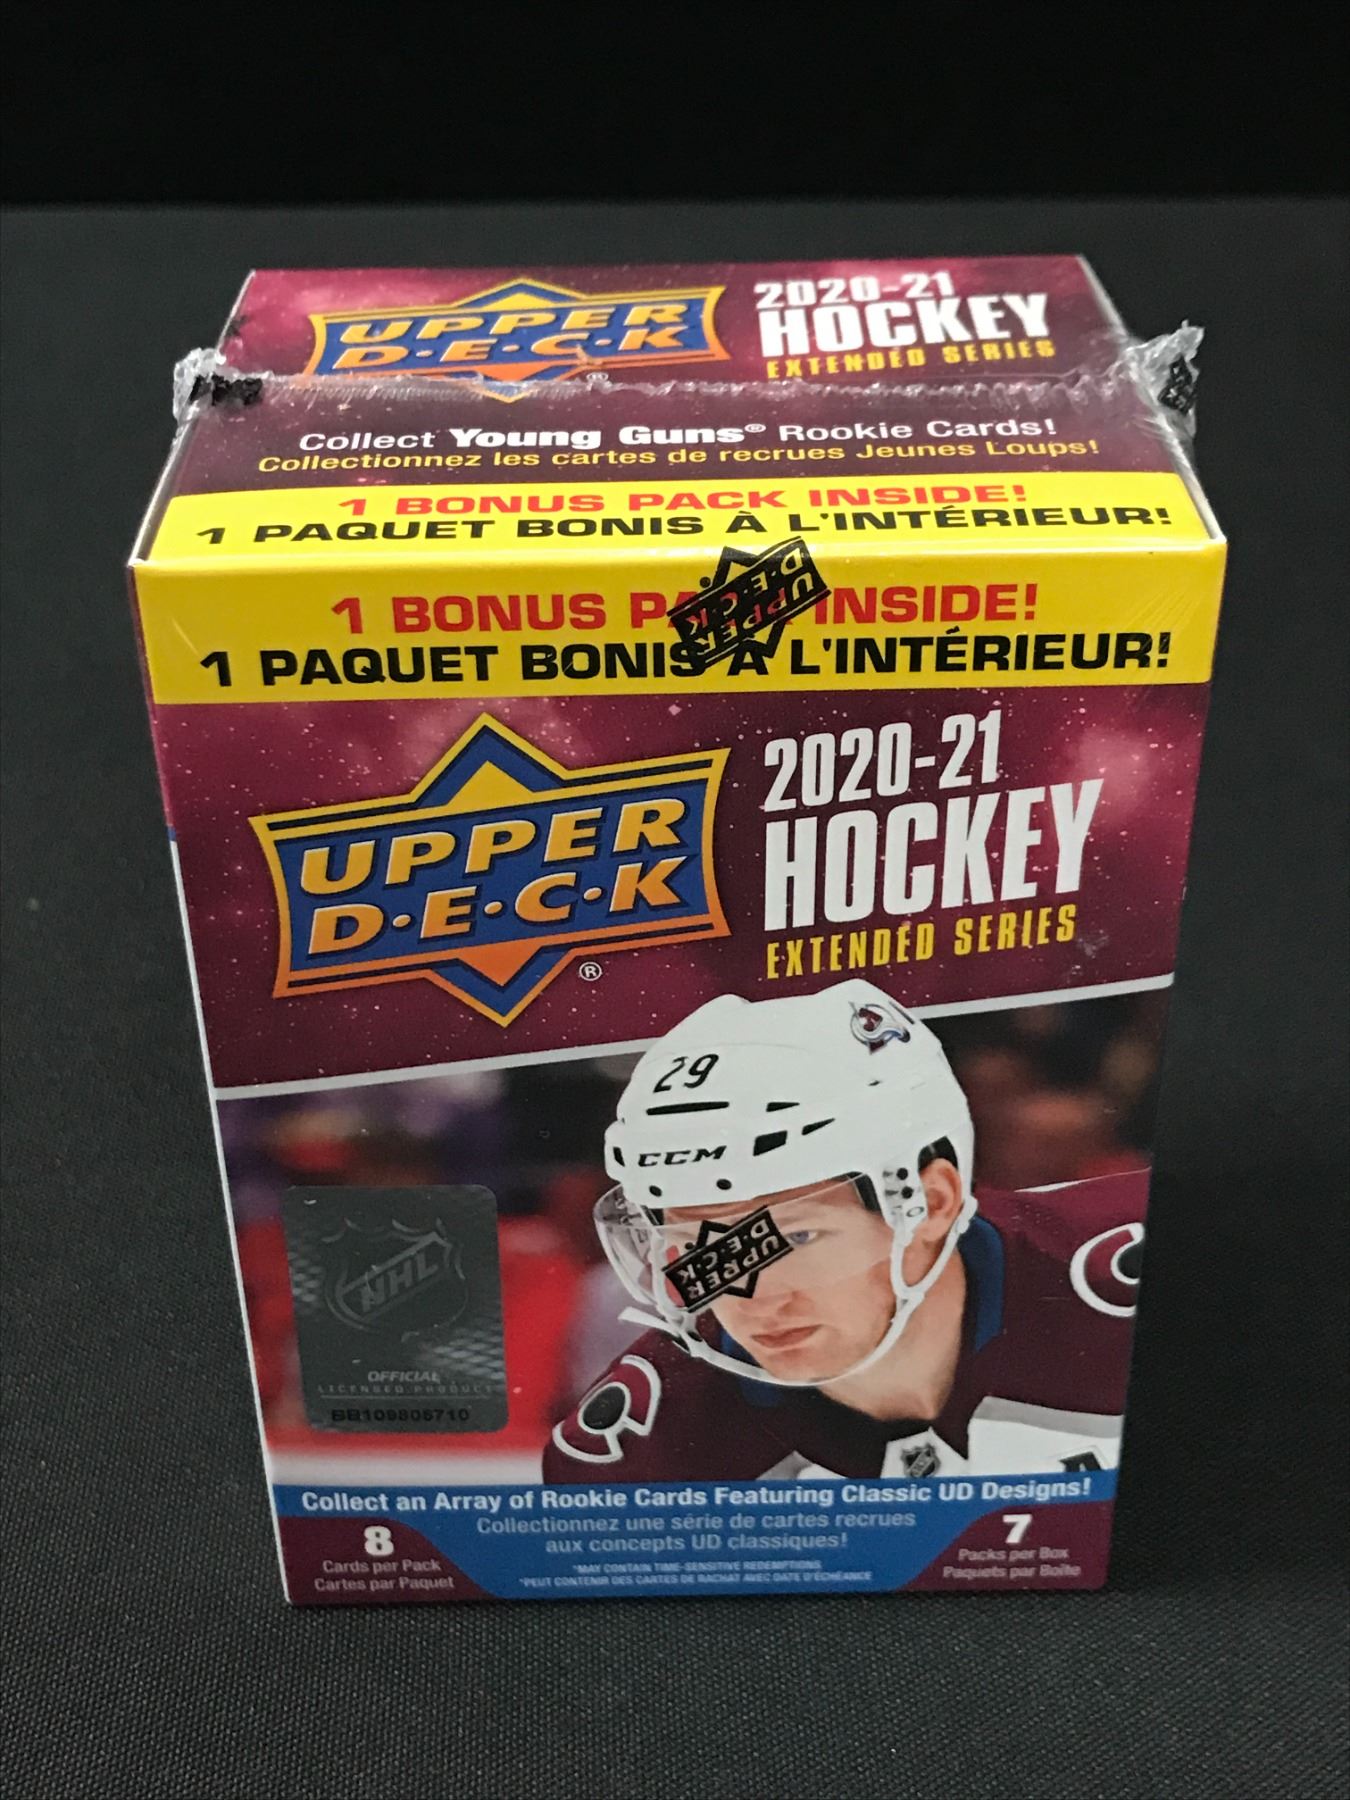 UPPER
D·E·C·K
®
2020-21
HOCKEY
EXTENDED SERIES
Collect Young Guns® Rookie Cards!
Collectionnez les cartes de recrues Jeunes Loups!
1 BONUS PACK INSIDE!
1 PAQUET BONIS À L'INTÉRIEUR!
1 BONUS PACK INSIDE!
1 PAQUET BONIS À L'INTÉRIEUR!
UPPER
D·E·C·K
UPPER
D·E·C·K
®
2020-21
HOCKEY
EXTENDED SERIES
29
CCM
UPPER
D·E·C·K
NHL
OFFICIAL
LICENSED PRODUCT
BB109806710
Collect an Array of Rookie Cards Featuring Classic UD Designs!
Collectionnez une série de cartes recrues
aux concepts UD classiques!
*MAY CONTAIN TIME-SENSITIVE REDEMPTIONS
*PEUT CONTENIR DES CARTES DE RACHAT AVEC DATE D'ÉCHÉANCE
8
Cards per Pack
Cartes par Paquet
7
Packs per Box
Paquets par Boîte